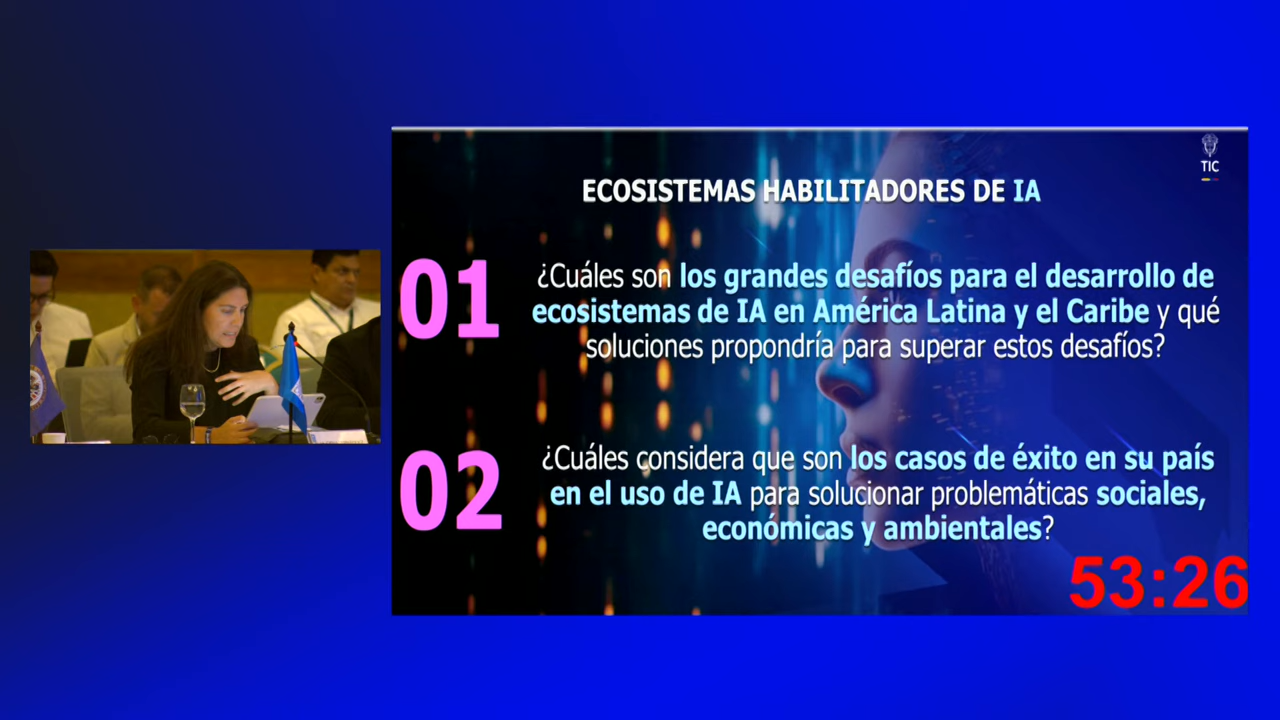 TIC
ECOSISTEMAS HABILITADORES DE IA
01
¿Cuáles son los grandes desafíos para el desarrollo de
ecosistemas de IA en América Latina y el Caribe y qué
soluciones propondría para superar estos desafíos?
02
¿Cuáles considera que son los casos de éxito en su país
en el uso de IA para solucionar problemáticas sociales,
económicas y ambientales?
53:26